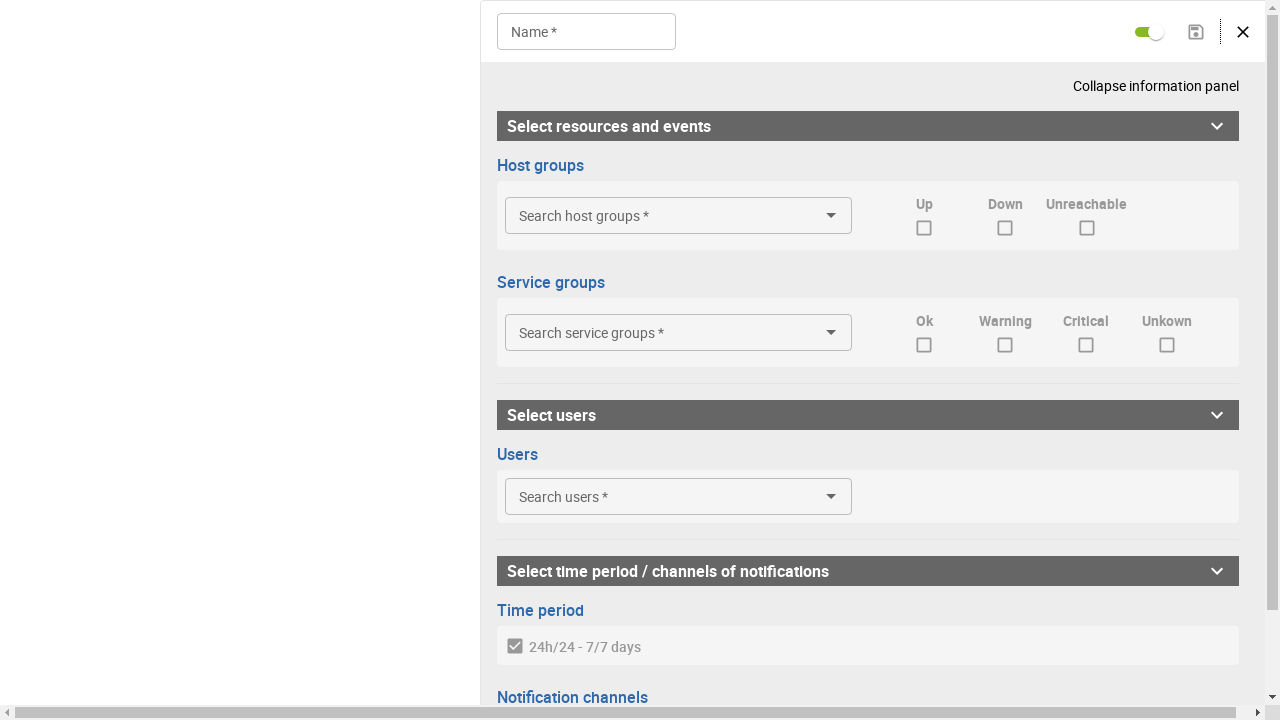 Name *
Collapse information panel
Select resources and events
Host groups
Search host groups *
Up Down Unreachable
Service groups
Search service groups *
Ok Warning Critical Unkown
Select users
Users
Search users *
Select time period / channels of notifications
Time period
24h/24 - 7/7 days
Notification channels